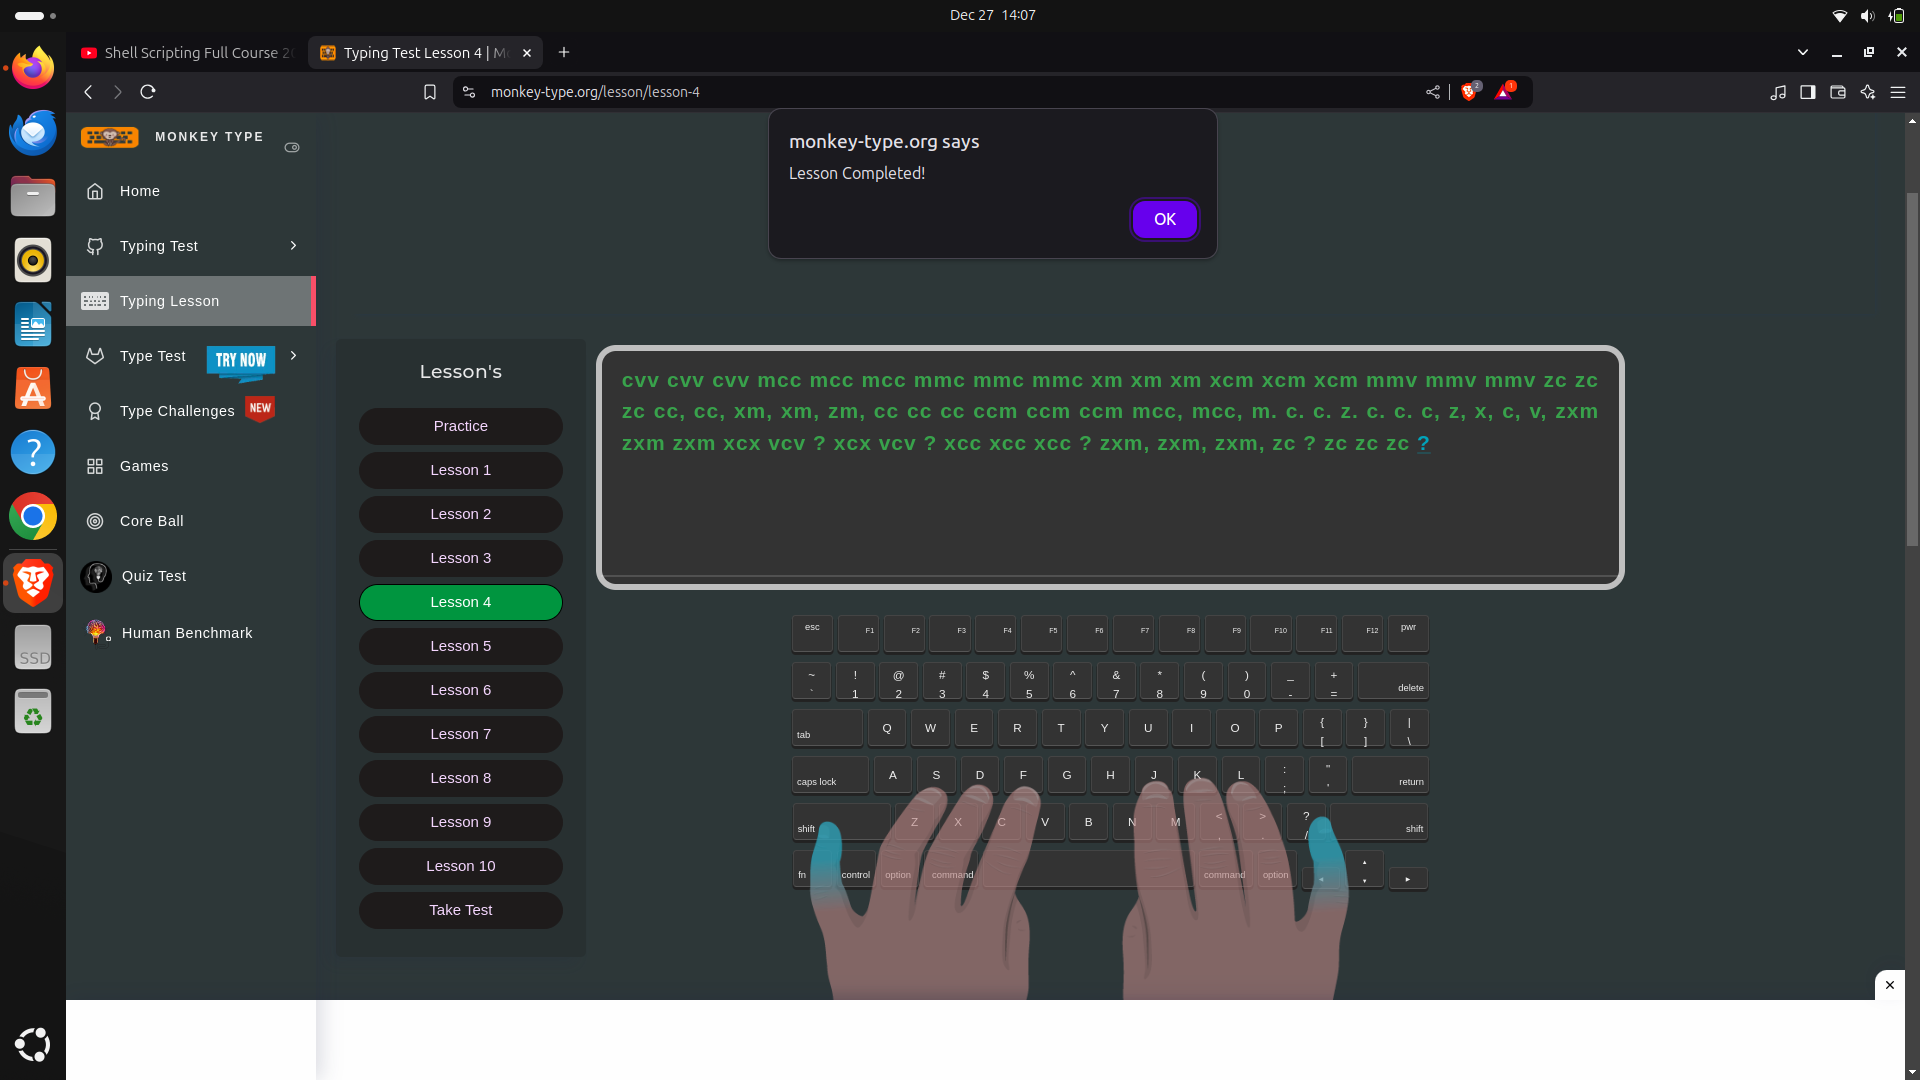 Dec 27 14:07
Shell Scripting Full Course 20
Typing Test Lesson 4 | Mo
monkey-type.org/lesson/lesson-4
2
1
MONKEY TYPE
Home
Typing Test
Typing Lesson
Type Test
TRY NOW
Type Challenges
NEW
Games
Core Ball
Quiz Test
Human Benchmark
SSD
monkey-type.org says
Lesson Completed!
OK
Lesson's
Practice
Lesson 1
Lesson 2
Lesson 3
Lesson 4
Lesson 5
Lesson 6
Lesson 7
Lesson 8
Lesson 9
Lesson 10
Take Test
cvv cvv cvv mcc mcc mcc mmc mmc mmc xm xm xm xcm xcm xcm mmv mmv mmv zc zc
zc cc, cc, xm, xm, zm, cc cc cc ccm ccm ccm mcc, mcc, m. c. c. z. c. c. c, z, x, c, v, zxm
zxm zxm xcx vcv ? xcx vcv ? xcc xcc xcc ? zxm, zxm, zxm, zc ? zc zc zc ?
esc F1 F2 F3 F4 F5 F6 F7 F8 F9 F10 F11 F12 pwr
~ ! @ # $ % ^ & * ( ) _ +
` 1 2 3 4 5 6 7 8 9 0 - = delete
tab Q W E R T Y U I O P { [ } ] | \
caps lock A S D F G H J K L : ; " ' return
shift Z X C V B N M < , > . ? / shift
fn control option command command option